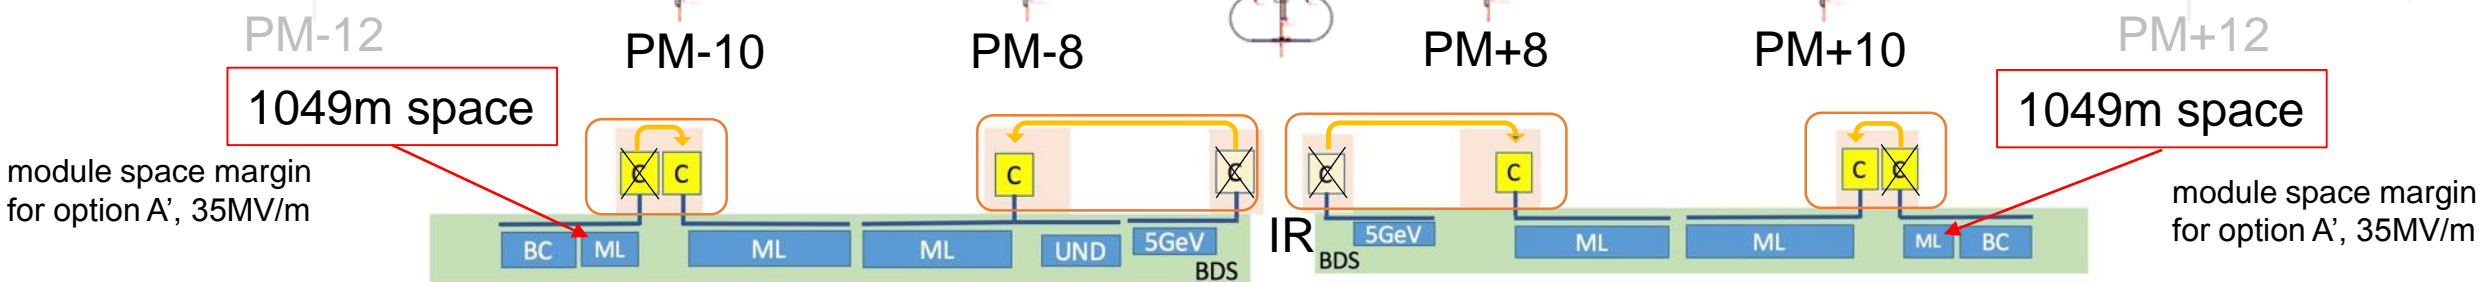 PM-12
PM-10
PM-8
PM+8
PM+10
PM+12
1049m space
1049m space
module space margin
for option A’, 35MV/m
C
C
C
C
C
C
C
C
module space margin
for option A’, 35MV/m
BC
ML
ML
ML
UND
5GeV
BDS
IR
BDS
5GeV
ML
ML
ML
BC